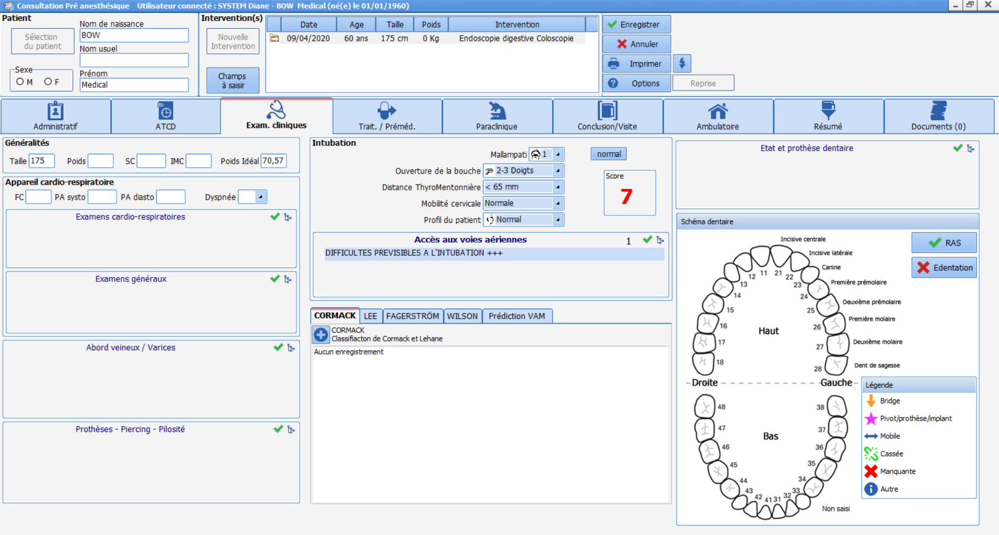 Consultation Pré anesthésique Utilisateur connecté : SYSTEM Diane - BOW Medical (né(e) le 01/01/1960)
Patient
Sélection
du patient
Nom de naissance
BOW
Nom usuel
Sexe
M F
Prénom
Medical
Intervention(s)
Nouvelle
Intervention
Champs
à saisir
Date Age Taille Poids Intervention
09/04/2020 60 ans 175 cm 0 Kg Endoscopie digestive Coloscopie
Enregistrer
Annuler
Imprimer
Options
Reprise
Administratif
ATCD
Exam. cliniques
Trait. / Préméd.
Paraclinique
Conclusion/Visite
Ambulatoire
Résumé
Documents (0)
Généralités
Taille 175 Poids SC IMC Poids Idéal 70,57
Appareil cardio-respiratoire
FC PA systo PA diasto Dyspnée
Examens cardio-respiratoires
Examens généraux
Abord veineux / Varices
Prothèses - Piercing - Pilosité
Intubation
Mallampati 1
normal
Ouverture de la bouche 2-3 Doigts
Distance ThyroMentonnière < 65 mm
Mobilité cervicale Normale
Profil du patient Normal
Score
7
Accès aux voies aériennes 1
DIFFICULTES PREVISIBLES A L'INTUBATION +++
CORMACK LEE FAGERSTRÖM WILSON Prédiction VAM
CORMACK
Classifiacton de Cormack et Lehane
Aucun enregistrement
Etat et prothèse dentaire
Schéma dentaire
RAS
Edentation
Incisive centrale
Incisive latérale
Canine
Première prémolaire
Deuxième prémolaire
Première molaire
Deuxième molaire
Dent de sagesse
12 11 21 22
13 23
14 24
15 25
16 26
17 27
18 28
Haut
Droite Gauche
48 38
47 37
46 36
45 35
44 34
43 33
42 41 31 32
Bas
Légende
Bridge
Pivot/prothèse/implant
Mobile
Cassée
Manquante
Autre
Non saisi